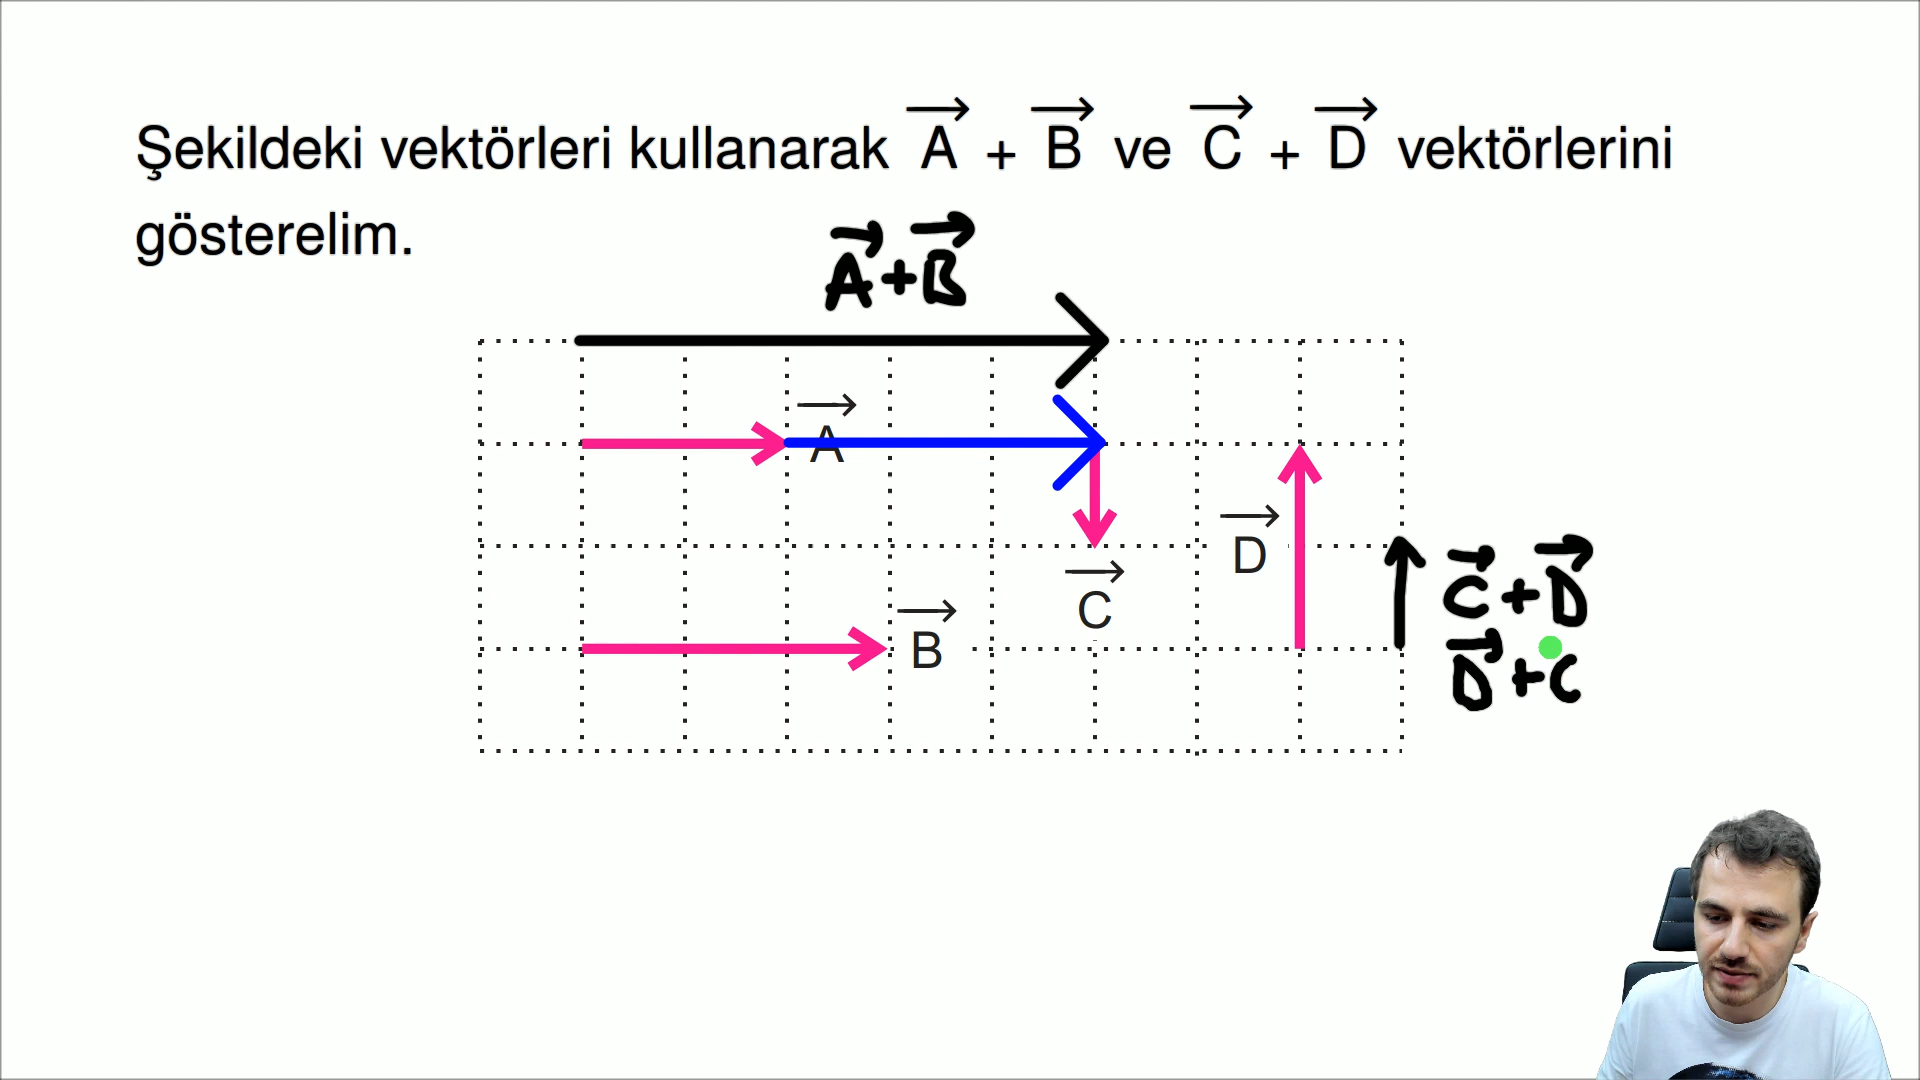 Şekildeki vektörleri kullanarak A + B ve C + D vektörlerini
gösterelim.
A+B
A
D
C+D
C
B
D+C